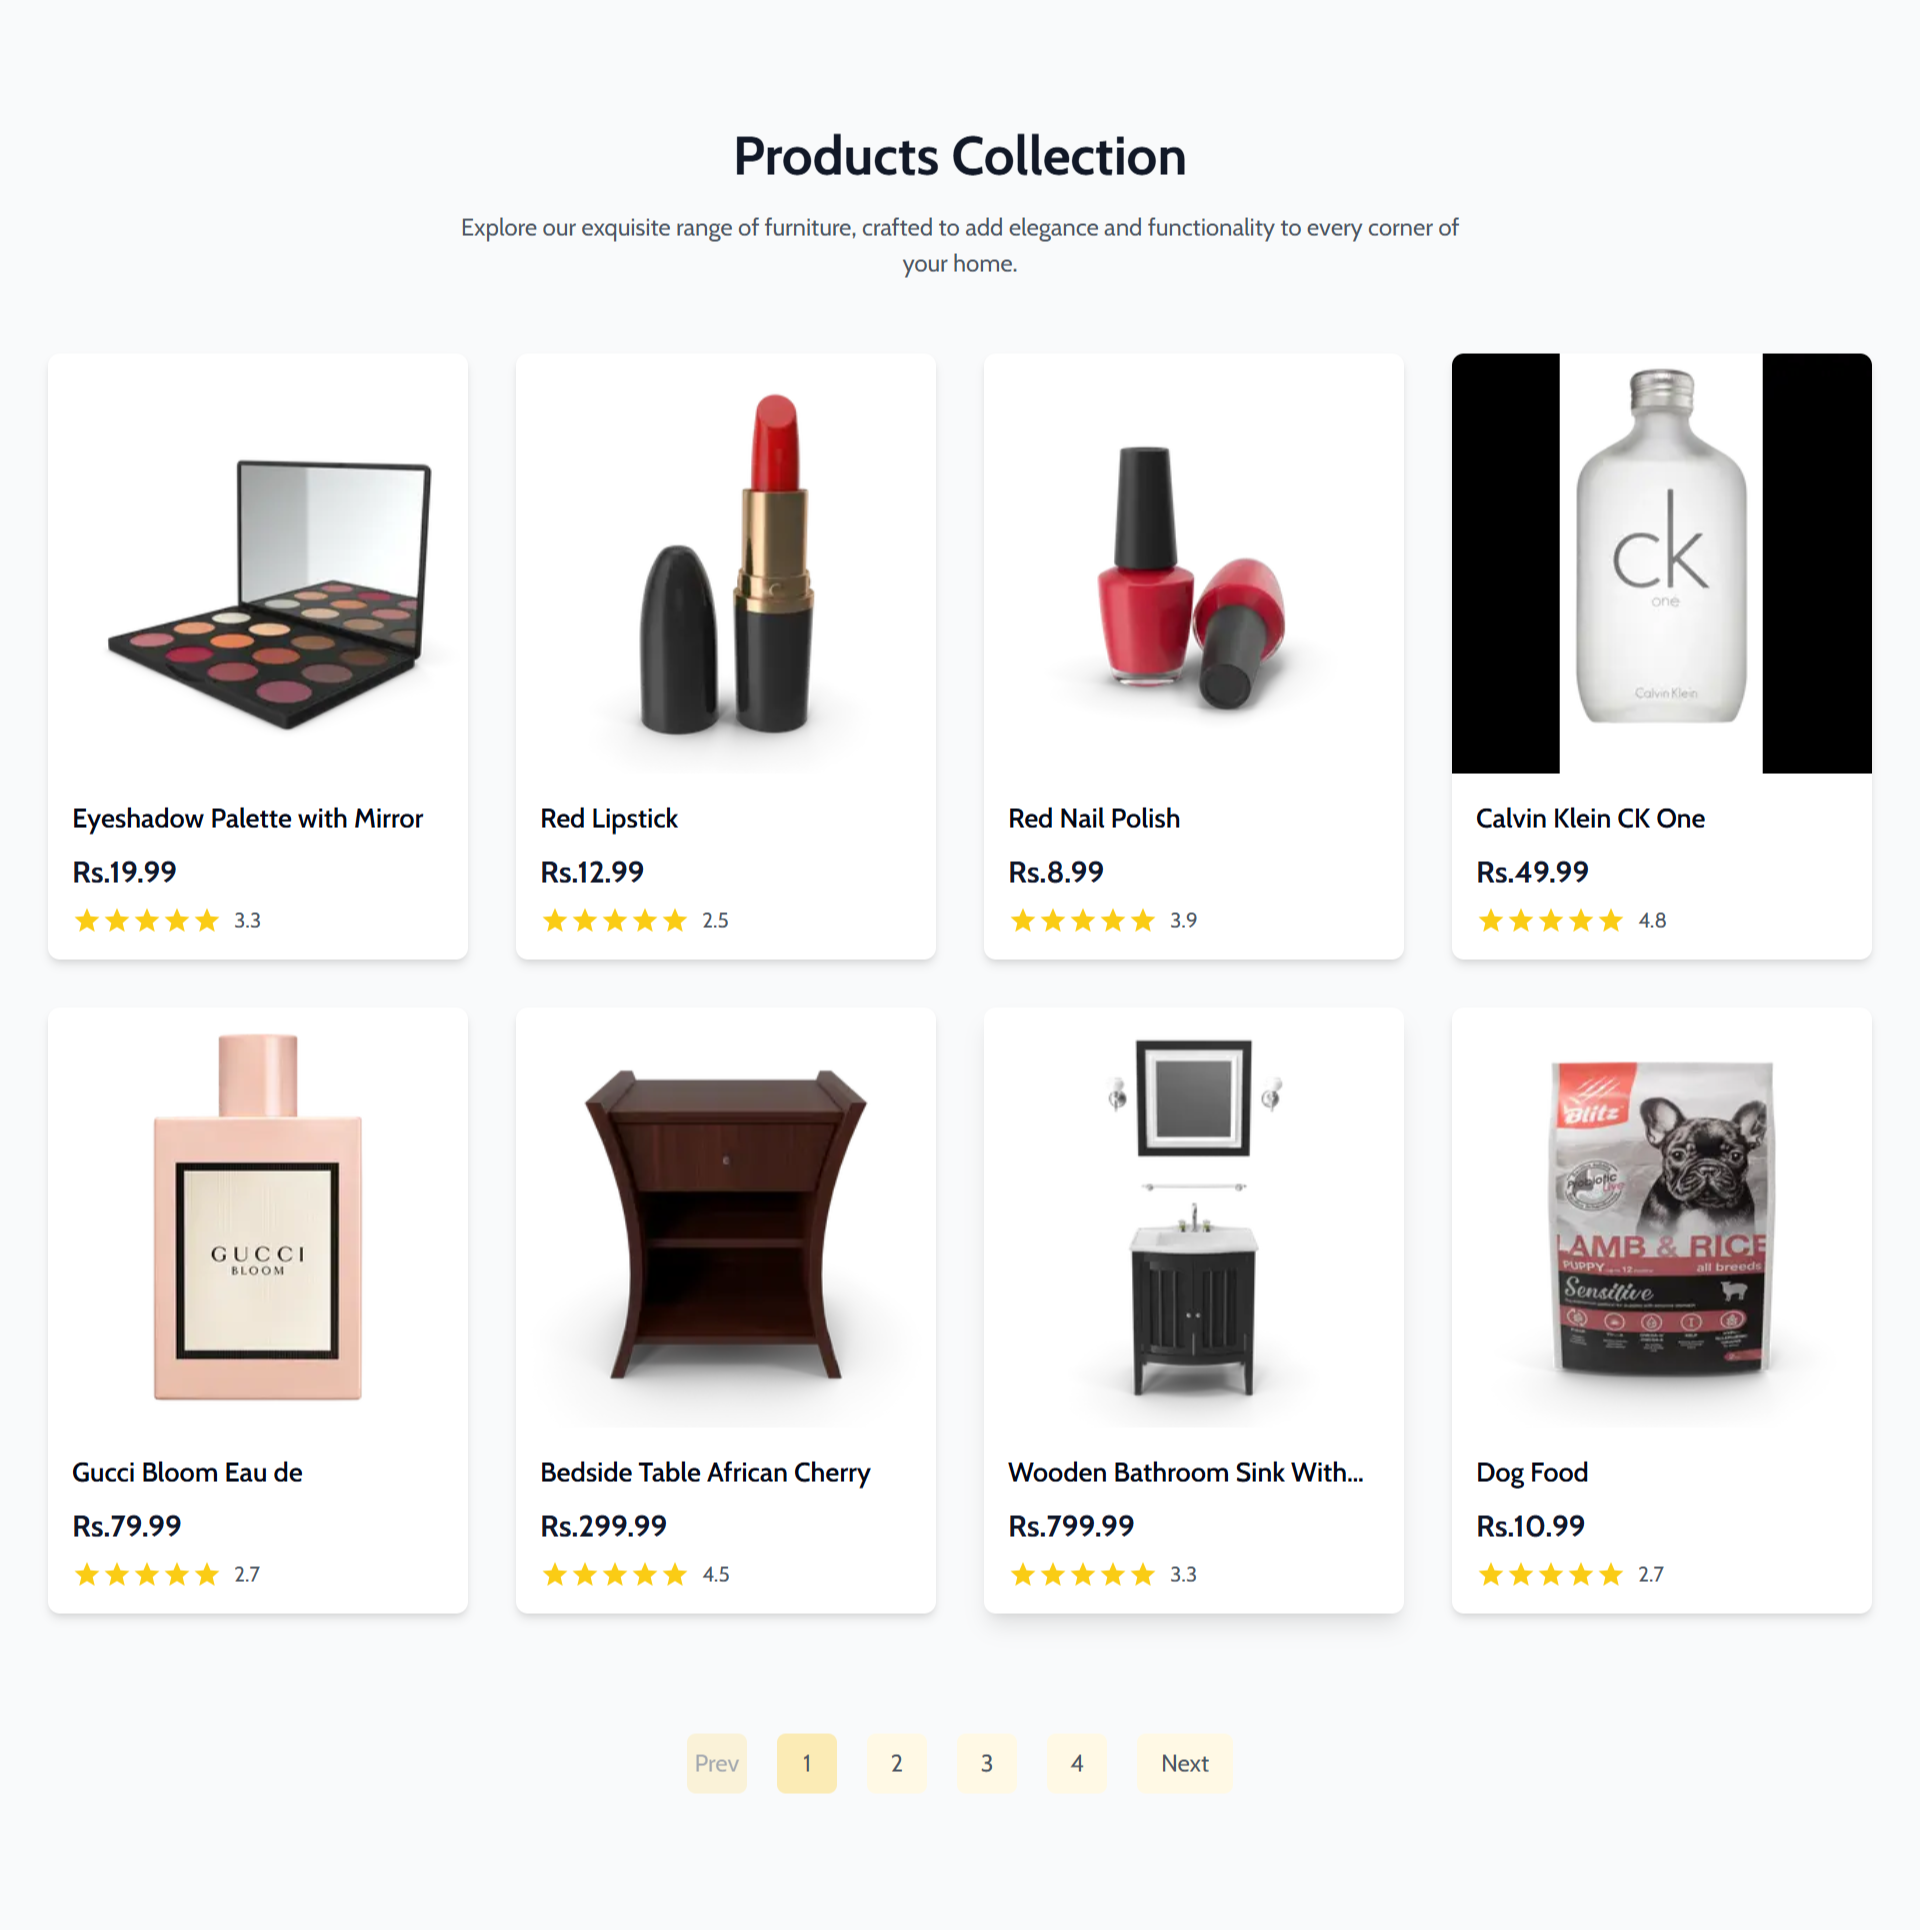 Products Collection
Explore our exquisite range of furniture, crafted to add elegance and functionality to every corner of
your home.
ck
one
Calvin Klein
Eyeshadow Palette with Mirror
Rs.19.99
3.3
Red Lipstick
Rs.12.99
2.5
Red Nail Polish
Rs.8.99
3.9
Calvin Klein CK One
Rs.49.99
4.8
GUCCI
BLOOM
Blitz
Probiotic
Live
LAMB & RICE
PUPPY
all breeds
Sensitive
Gucci Bloom Eau de
Rs.79.99
2.7
Bedside Table African Cherry
Rs.299.99
4.5
Wooden Bathroom Sink With...
Rs.799.99
3.3
Dog Food
Rs.10.99
2.7
Prev 1 2 3 4 Next